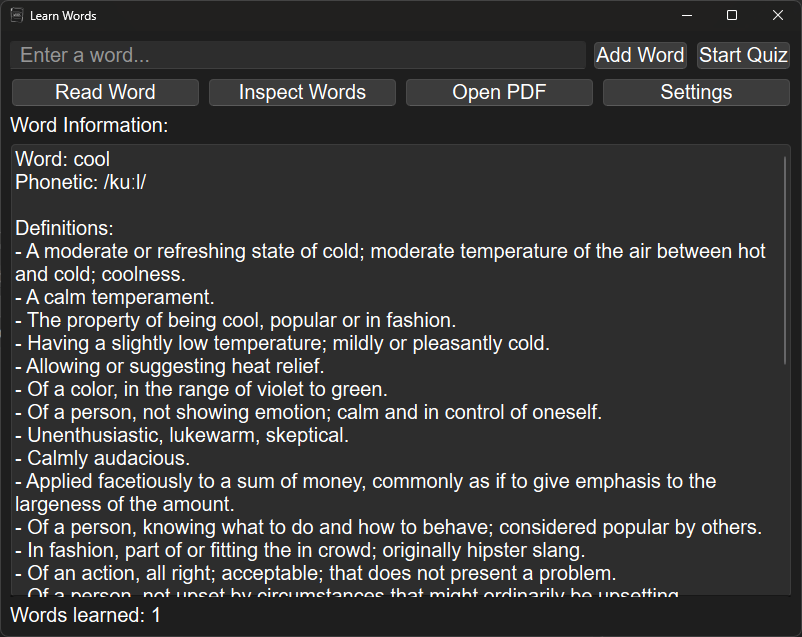 Learn Words
Enter a word...
Add Word
Start Quiz
Read Word
Inspect Words
Open PDF
Settings
Word Information:
Word: cool
Phonetic: /kuːl/
Definitions:
- A moderate or refreshing state of cold; moderate temperature of the air between hot
and cold; coolness.
- A calm temperament.
- The property of being cool, popular or in fashion.
- Having a slightly low temperature; mildly or pleasantly cold.
- Allowing or suggesting heat relief.
- Of a color, in the range of violet to green.
- Of a person, not showing emotion; calm and in control of oneself.
- Unenthusiastic, lukewarm, skeptical.
- Calmly audacious.
- Applied facetiously to a sum of money, commonly as if to give emphasis to the
largeness of the amount.
- Of a person, knowing what to do and how to behave; considered popular by others.
- In fashion, part of or fitting the in crowd; originally hipster slang.
- Of an action, all right; acceptable; that does not present a problem.
- Of a person, not upset by circumstances that might ordinarily be upsetting.
Words learned: 1